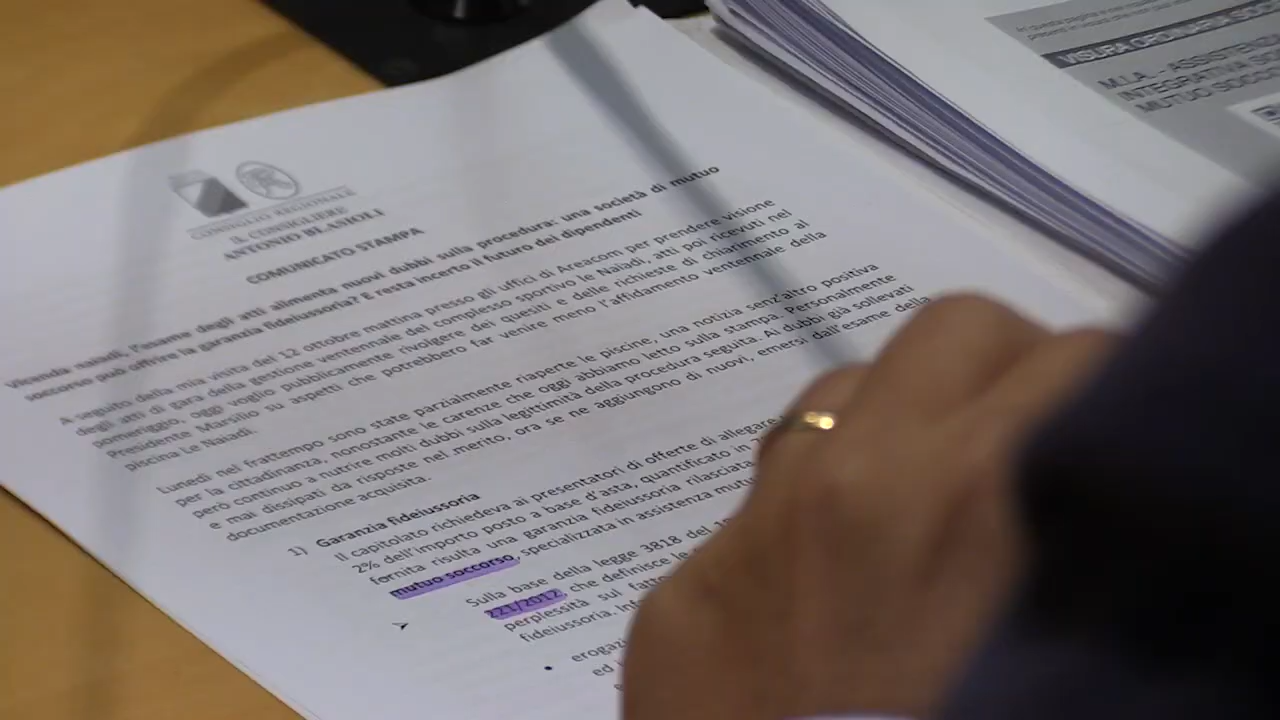 CONSIGLIO REGIONALE
IL CONSIGLIERE
ANTONIO BLASIOLI
COMUNICATO STAMPA
Vicenda naiadi, l'esame degli atti alimenta nuovi dubbi sulla procedura: una società di mutuo
soccorso può offrire la garanzia fideiussoria? E resta incerto il futuro dei dipendenti
A seguito della mia visita del 12 ottobre mattina presso gli uffici di Areacom per prendere visione
degli atti di gara della gestione ventennale del complesso sportivo le Naiadi, atti poi ricevuti nel
pomeriggio, oggi voglio pubblicamente rivolgere dei quesiti e delle richieste di chiarimento al
Presidente Marsilio su aspetti che potrebbero far venire meno l'affidamento ventennale della
piscina Le Naiadi.
Lunedì nel frattempo sono state parzialmente riaperte le piscine, una notizia senz'altro positiva
per la cittadinanza, nonostante le carenze che oggi abbiamo letto sulla stampa. Personalmente
però continuo a nutrire molti dubbi sulla legittimità della procedura seguita. Ai dubbi già sollevati
e mai dissipati da risposte nel merito, ora se ne aggiungono di nuovi, emersi dall'esame della
documentazione acquisita.
1) Garanzia fideiussoria
Il capitolato richiedeva ai presentatori di offerte di allegare
2% dell'importo posto a base d'asta, quantificato in
fornita risulta una garanzia fideiussoria rilasciata
mutuo soccorso, specializzata in assistenza mutu
Sulla base della legge 3818 del 1
221/2012, che definisce le
perplessità sul fatto
fideiussoria. Inf
• erogazi
ed i
VISURA ORDINARIA SOC
M.I.A. - ASSISTENZA
INTEGRATIVA SO
MUTUO SOCCO